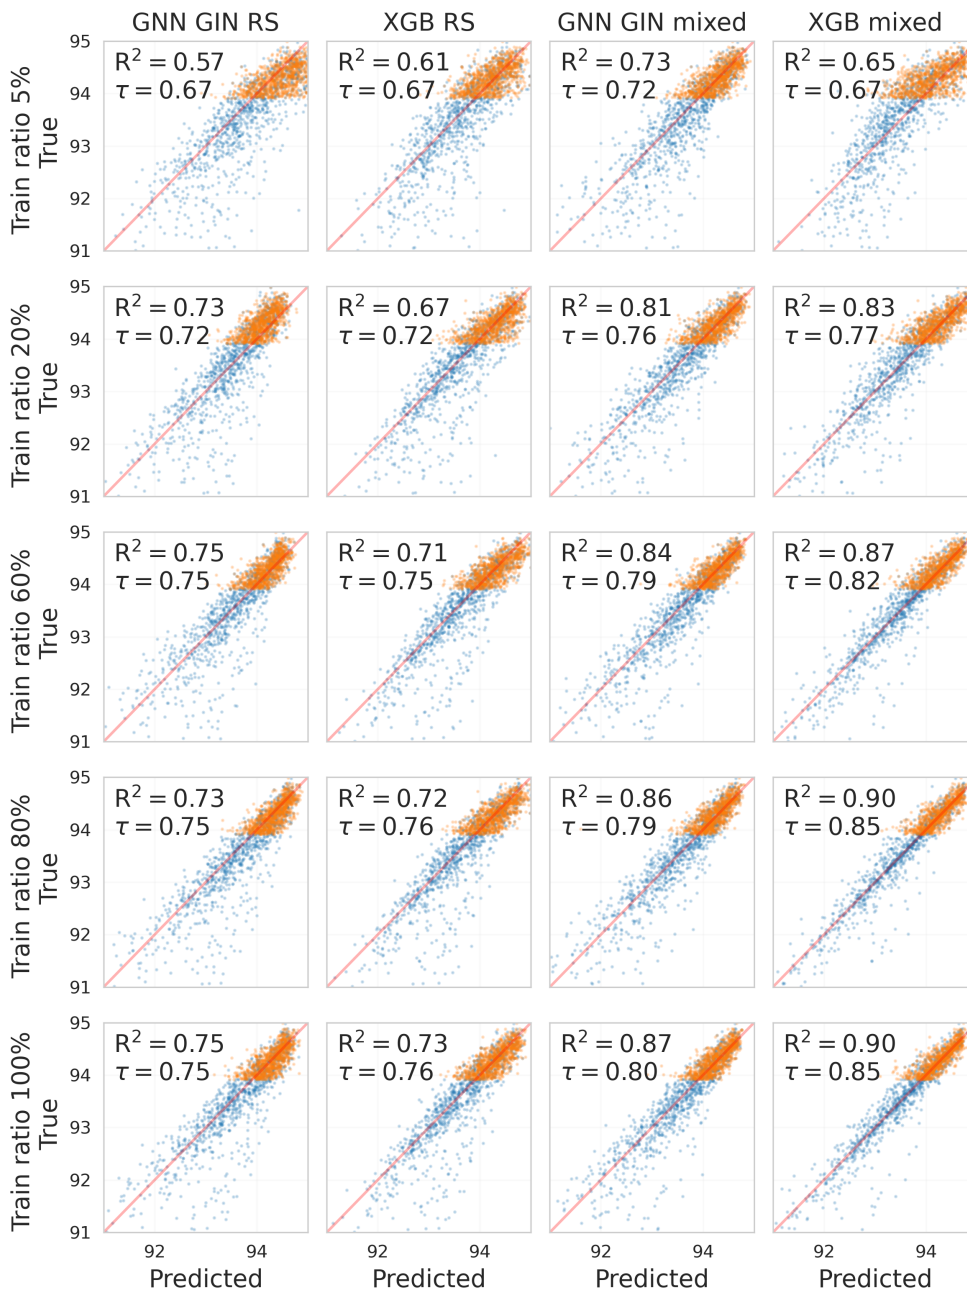 GNN GIN RS
XGB RS
GNN GIN mixed
XGB mixed
Train ratio 5%
True
95
94
93
92
91
R² = 0.57
τ = 0.67
R² = 0.61
τ = 0.67
R² = 0.73
τ = 0.72
R² = 0.65
τ = 0.67
Train ratio 20%
True
95
94
93
92
91
R² = 0.73
τ = 0.72
R² = 0.67
τ = 0.72
R² = 0.81
τ = 0.76
R² = 0.83
τ = 0.77
Train ratio 60%
True
95
94
93
92
91
R² = 0.75
τ = 0.75
R² = 0.71
τ = 0.75
R² = 0.84
τ = 0.79
R² = 0.87
τ = 0.82
Train ratio 80%
True
95
94
93
92
91
R² = 0.73
τ = 0.75
R² = 0.72
τ = 0.76
R² = 0.86
τ = 0.79
R² = 0.90
τ = 0.85
Train ratio 100%
True
95
94
93
92
91
R² = 0.75
τ = 0.75
R² = 0.73
τ = 0.76
R² = 0.87
τ = 0.80
R² = 0.90
τ = 0.85
92 94
Predicted
92 94
Predicted
92 94
Predicted
92 94
Predicted